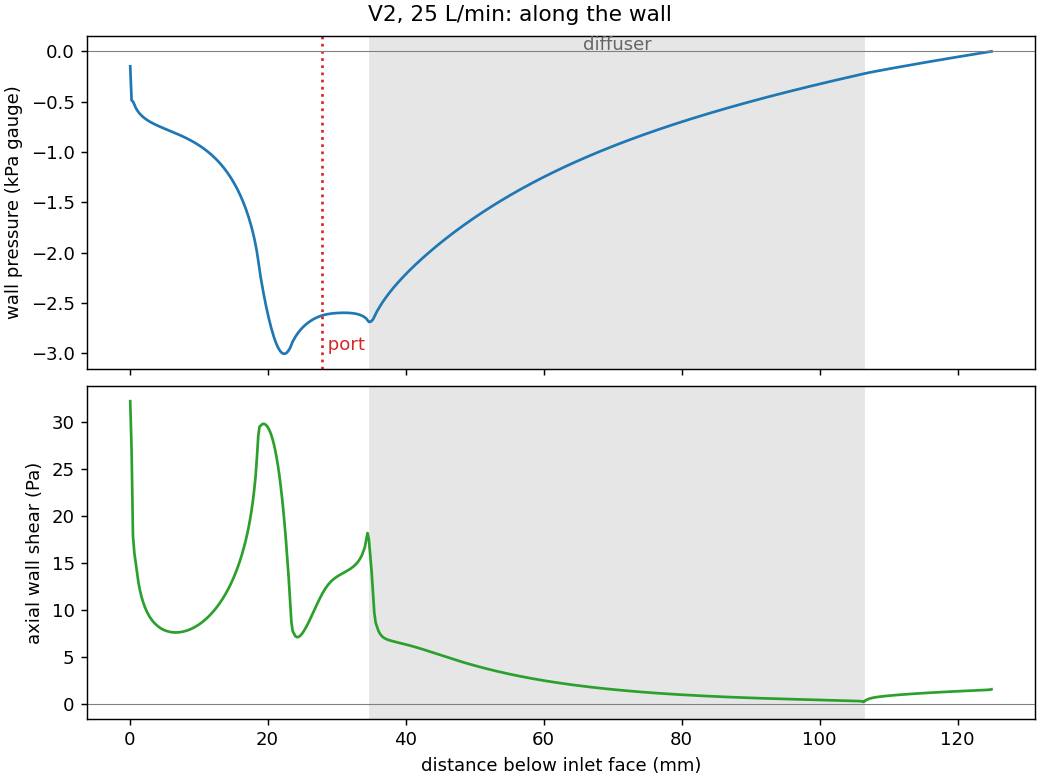 V2, 25 L/min: along the wall
diffuser
wall pressure (kPa gauge)
0.0
−0.5
−1.0
−1.5
−2.0
−2.5
−3.0
port
axial wall shear (Pa)
30
25
20
15
10
5
0
0 20 40 60 80 100 120
distance below inlet face (mm)